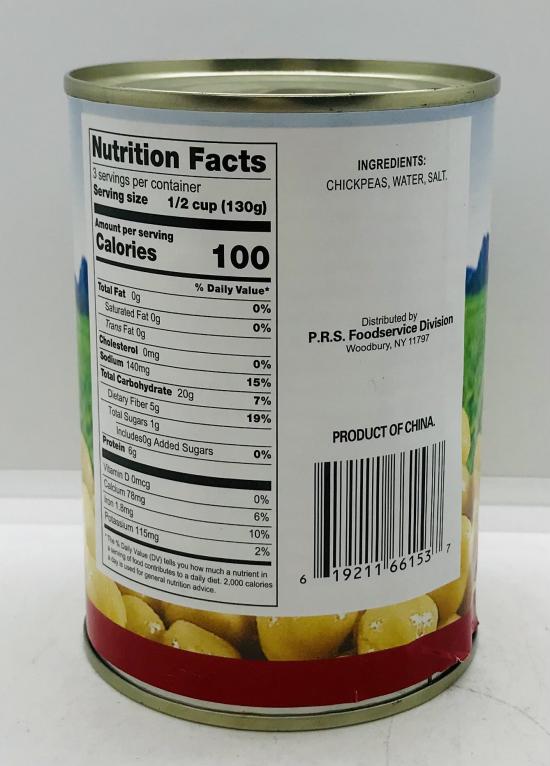 Nutrition Facts
3 servings per container
Serving size 1/2 cup (130g)
Amount per serving
Calories 100
% Daily Value*
Total Fat 0g 0%
Saturated Fat 0g 0%
Trans Fat 0g
Cholesterol 0mg 0%
Sodium 140mg 15%
Total Carbohydrate 20g 7%
Dietary Fiber 5g 19%
Total Sugars 1g
Includes0g Added Sugars 0%
Protein 6g
Vitamin D 0mcg 0%
Calcium 78mg 6%
Iron 1.8mg 10%
Potassium 115mg 2%
*The % Daily Value (DV) tells you how much a nutrient in
a serving of food contributes to a daily diet. 2,000 calories
a day is used for general nutrition advice.
INGREDIENTS:
CHICKPEAS, WATER, SALT.
Distributed by
P.R.S. Foodservice Division
Woodbury, NY 11797
PRODUCT OF CHINA.
6 19211 66153 7